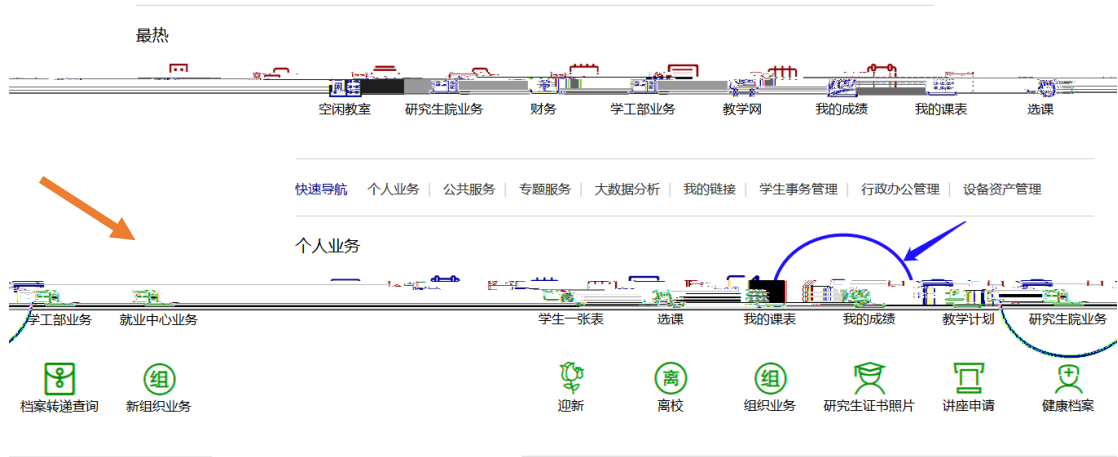 最热
空闲教室 研究生院业务 财务 学工部业务 教学网 我的成绩 我的课表 选课
快速导航 个人业务 | 公共服务 | 专题服务 | 大数据分析 | 我的链接 | 学生事务管理 | 行政办公管理 | 设备资产管理
个人业务
学工部业务 就业中心业务 学生一张表 选课 我的课表 我的成绩 教学计划 研究生院业务
组 离 组
档案转递查询 新组织业务 迎新 离校 组织业务 研究生证书照片 讲座申请 健康档案